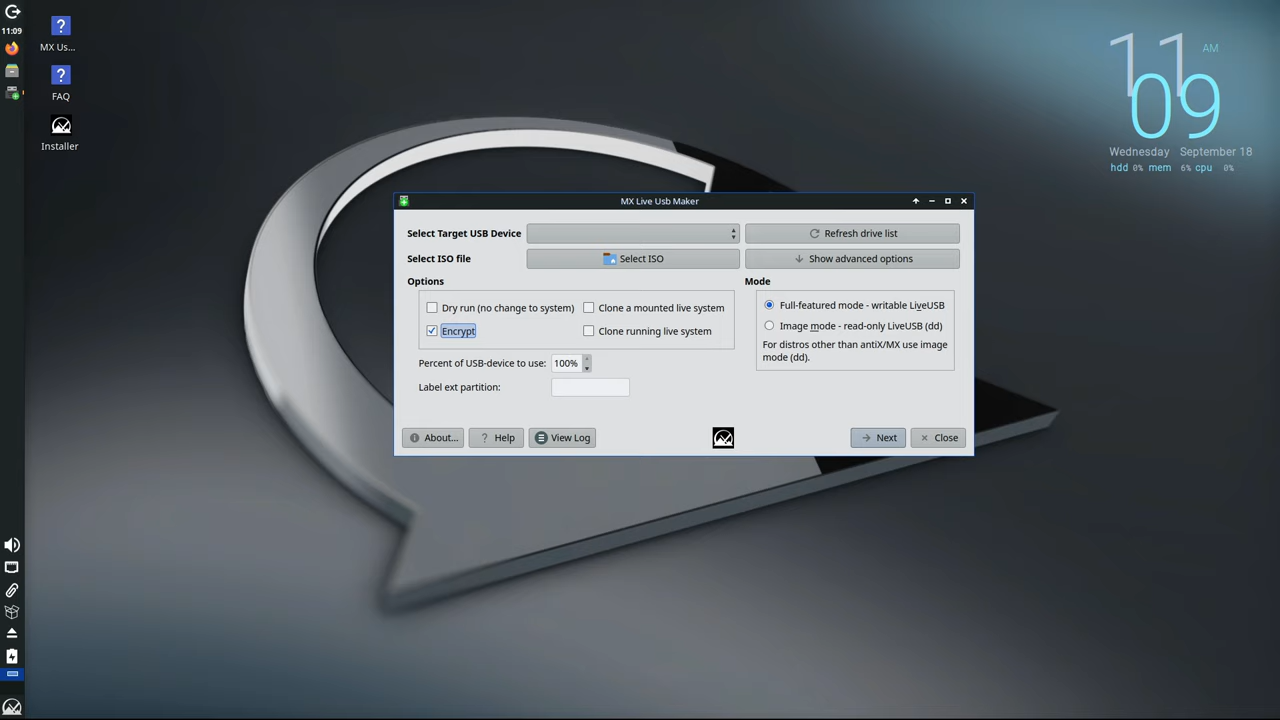 11:09
MX Us...
FAQ
Installer
11
AM
09
Wednesday September 18
hdd 0% mem 6% cpu 0%
MX Live Usb Maker
Select Target USB Device
Refresh drive list
Select ISO file
Select ISO
Show advanced options
Options
Mode
Dry run (no change to system)
Clone a mounted live system
Full-featured mode - writable LiveUSB
Encrypt
Clone running live system
Image mode - read-only LiveUSB (dd)
For distros other than antiX/MX use image
mode (dd).
Percent of USB-device to use:
100%
Label ext partition:
About...
Help
View Log
Next
Close